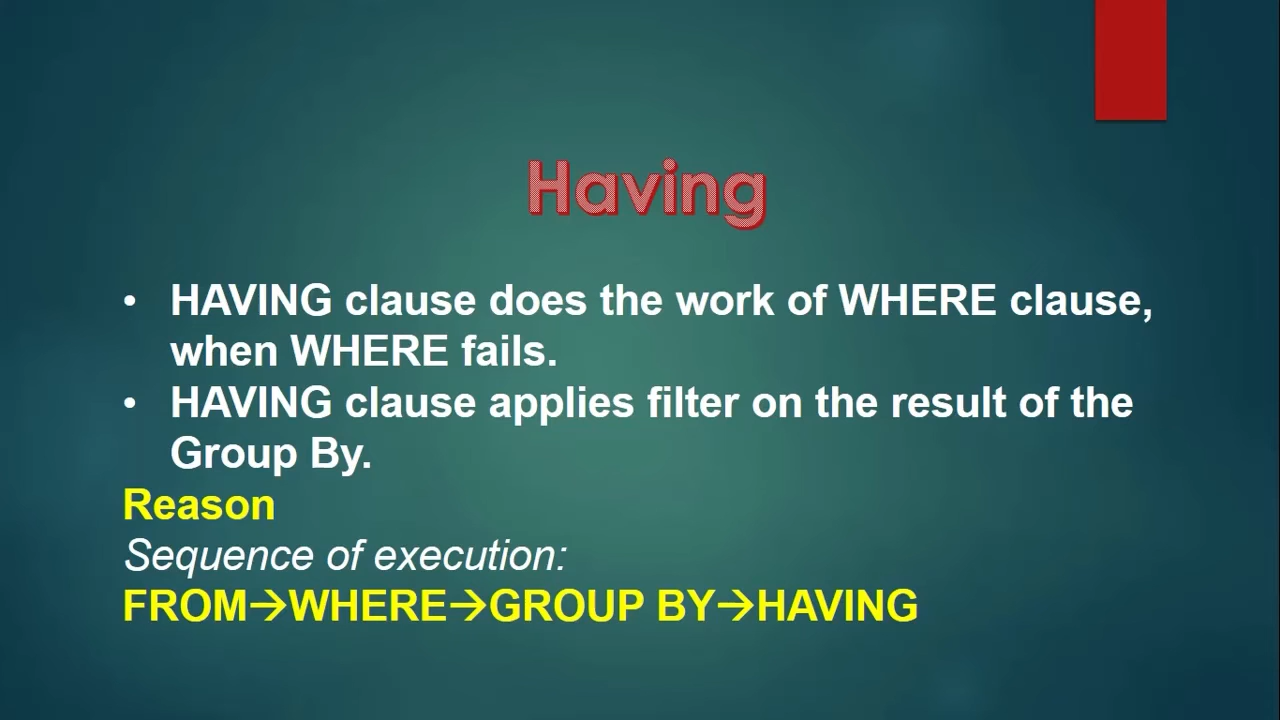 Having
• HAVING clause does the work of WHERE clause,
when WHERE fails.
• HAVING clause applies filter on the result of the
Group By.
Reason
Sequence of execution:
FROM→WHERE→GROUP BY→HAVING